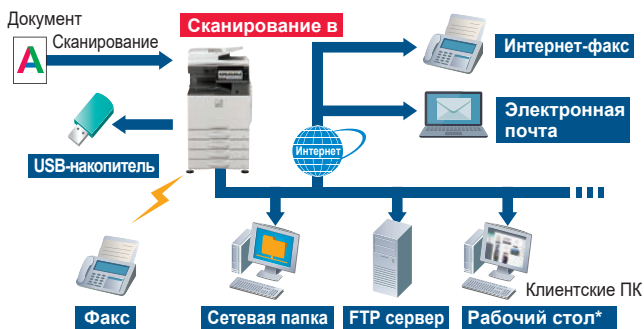 Документ
Сканирование
Сканирование в
A
Интернет-факс
Электронная
почта
USB-накопитель
Интернет
Клиентские ПК
Факс
Сетевая папка
FTP сервер
Рабочий стол*